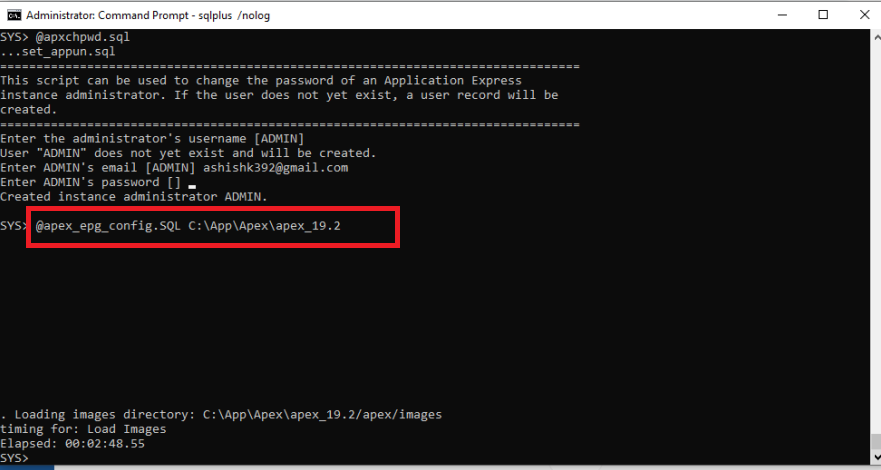 Administrator: Command Prompt - sqlplus /nolog
SYS> @apxchpwd.sql
...set_appun.sql
================================================================================
This script can be used to change the password of an Application Express
instance administrator. If the user does not yet exist, a user record will be
created.
================================================================================
Enter the administrator's username [ADMIN]
User "ADMIN" does not yet exist and will be created.
Enter ADMIN's email [ADMIN] ashishk392@gmail.com
Enter ADMIN's password []
Created instance administrator ADMIN.
SYS> @apex_epg_config.SQL C:\App\Apex\apex_19.2
. Loading images directory: C:\App\Apex\apex_19.2/apex/images
timing for: Load Images
Elapsed: 00:02:48.55
SYS>